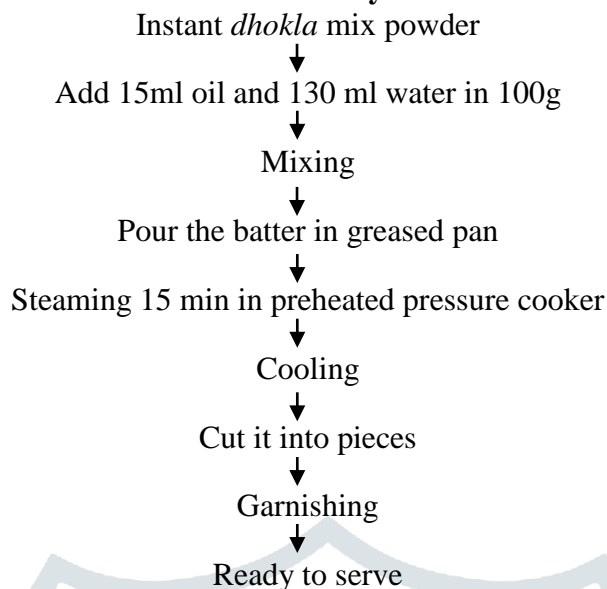 Instant dhokla mix powder
Add 15ml oil and 130 ml water in 100g
Mixing
Pour the batter in greased pan
Steaming 15 min in preheated pressure cooker
Cooling
Cut it into pieces
Garnishing
Ready to serve